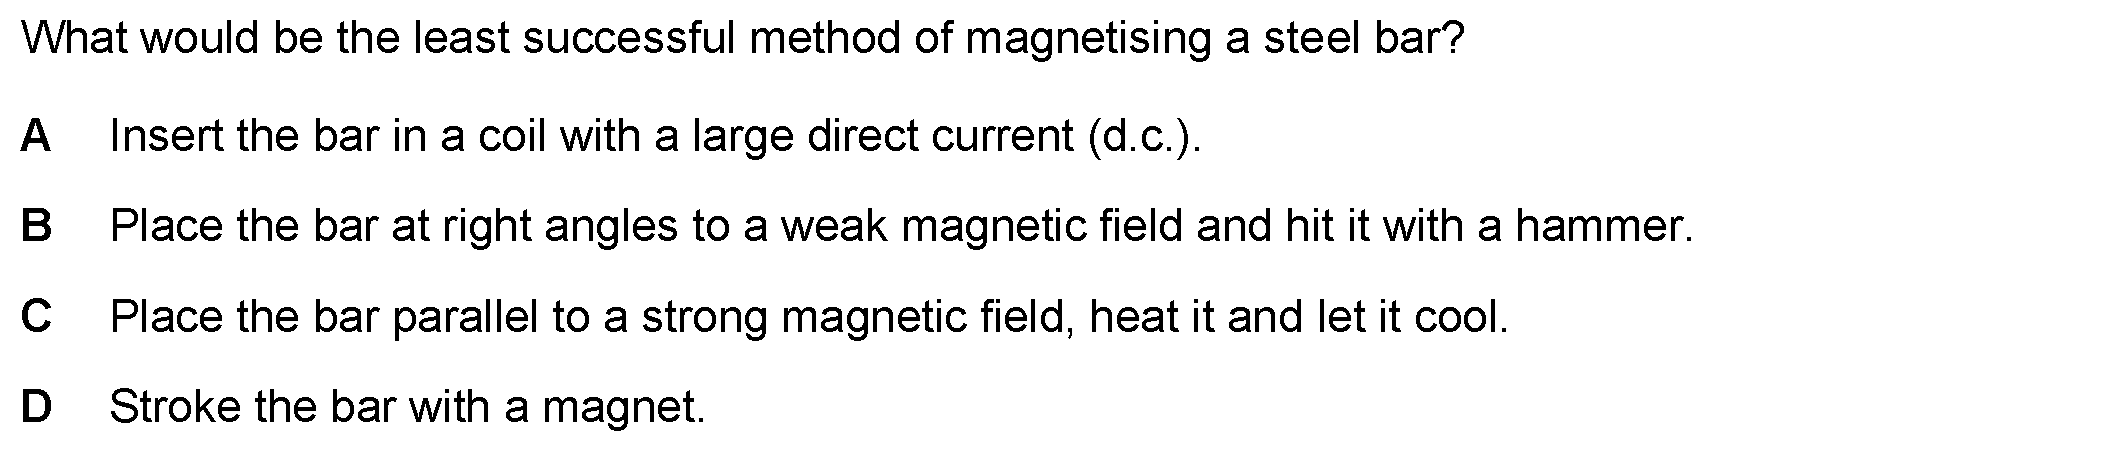 What would be the least successful method of magnetising a steel bar?
A Insert the bar in a coil with a large direct current (d.c.).
B Place the bar at right angles to a weak magnetic field and hit it with a hammer.
C Place the bar parallel to a strong magnetic field, heat it and let it cool.
D Stroke the bar with a magnet.